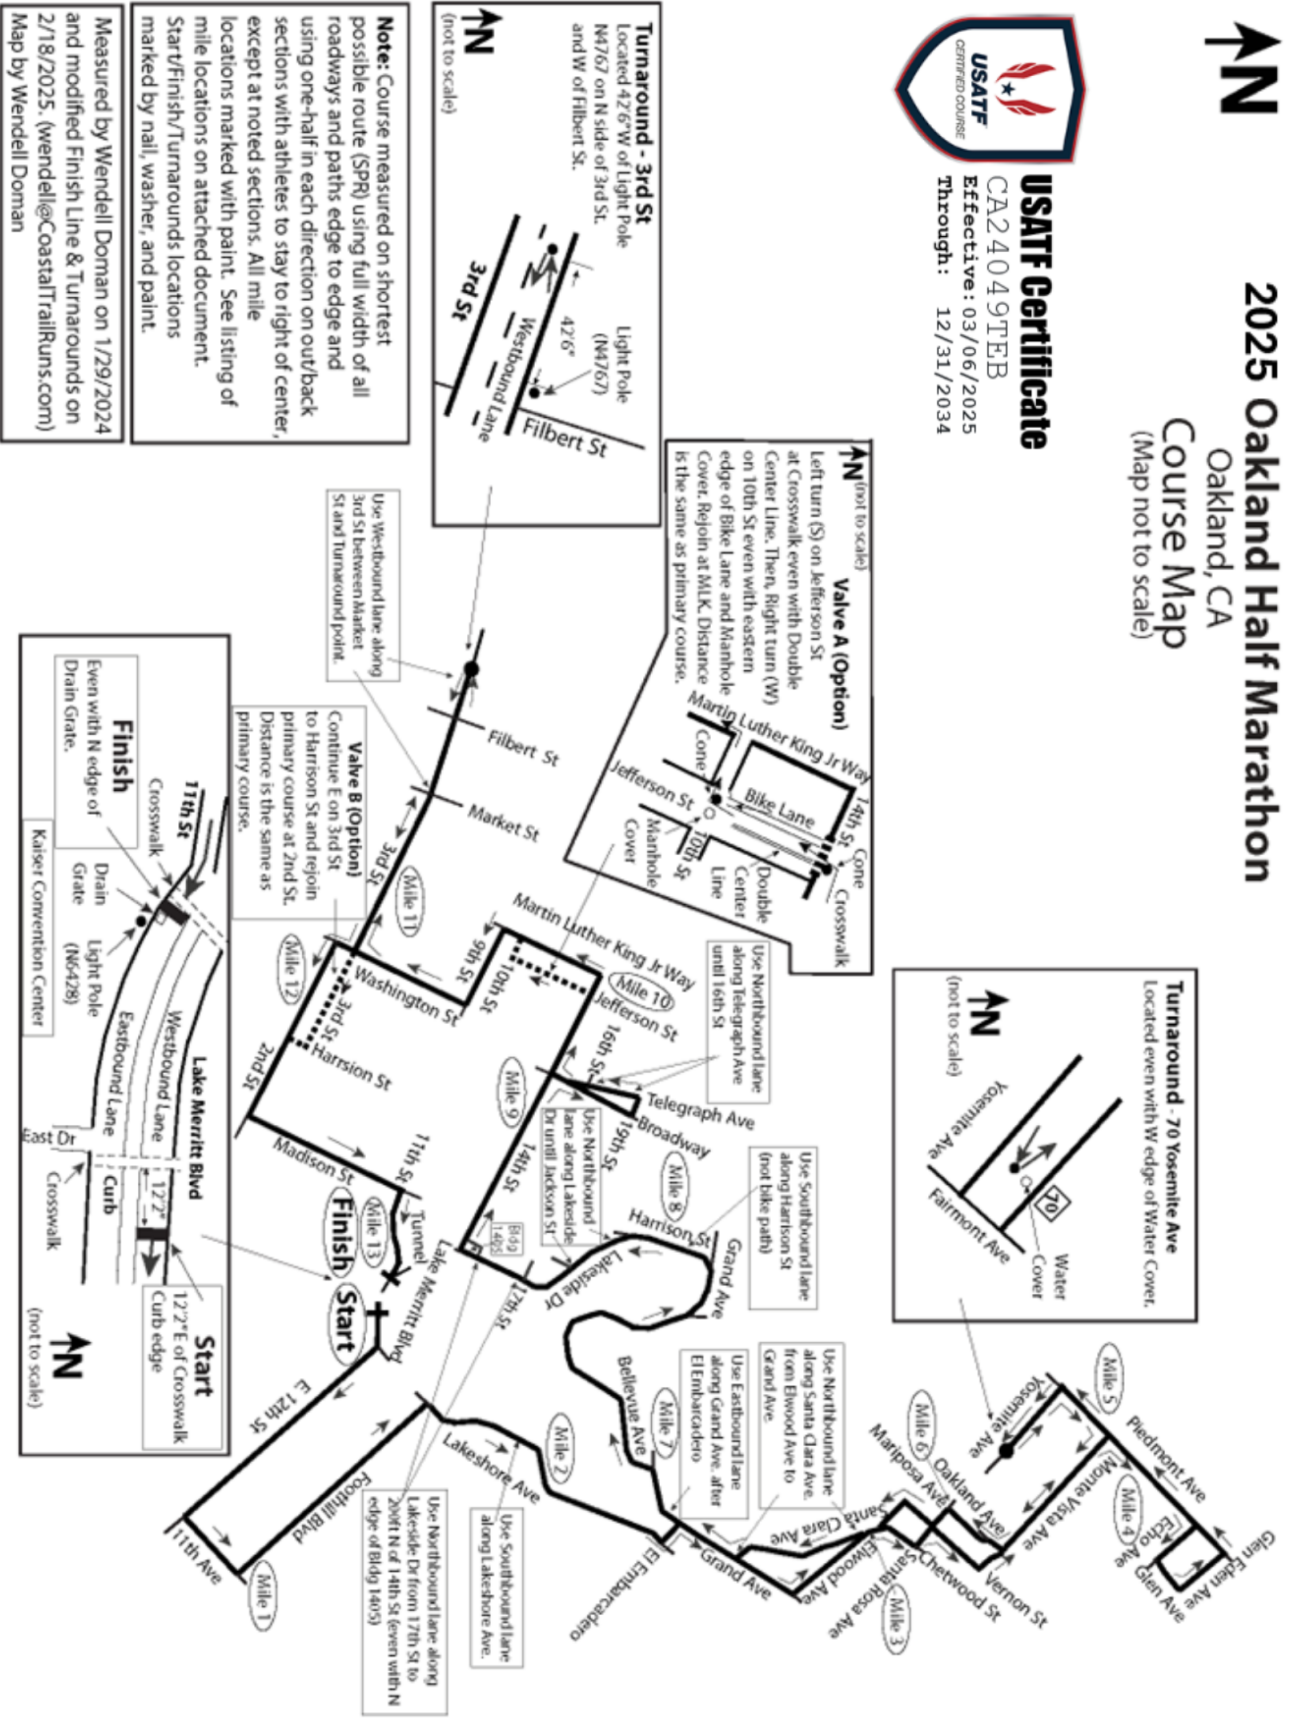 2025 Oakland Half Marathon
Oakland, CA
Course Map
(Map not to scale)
N
USATF
CERTIFIED COURSE
USATF Certificate
CA24049TEB
Effective: 03/06/2025
Through: 12/31/2034
Turnaround - 3rd St
Located 42'6" W of Light Pole
N4767 on N side of 3rd St.
and W of Filbert St.
N
(not to scale)
Light Pole
(N4767)
42'6"
Westbound Lane
3rd St
Filbert St
Note: Course measured on shortest
possible route (SPR) using full width of all
roadways and paths edge to edge and
using one-half in each direction on out/back
sections with athletes to stay to right of center,
except at noted sections. All mile
locations marked with paint. See listing of
mile locations on attached document.
Start/Finish/Turnarounds locations
marked by nail, washer, and paint.
Measured by Wendell Doman on 1/29/2024
and modified Finish Line & Turnarounds on
2/18/2025. (wendell@CoastalTrailRuns.com)
Map by Wendell Doman
N
(not to scale)
Valve A (Option)
Left turn (S) on Jefferson St
at Crosswalk even with Double
Center Line. Then, Right turn (W)
on 10th St even with eastern
edge of Bike Lane and Manhole
Cover. Rejoin at MLK. Distance
is the same as primary course.
Martin Luther King Jr Way
14th St
Cone
Crosswalk
Bike Lane
Cone
Jefferson St
10th St
Double
Center
Line
Manhole
Cover
Turnaround - 70 Yosemite Ave
Located even with W edge of Water Cover.
N
(not to scale)
70
Water
Cover
Yosemite Ave
Fairmont Ave
Use Westbound lane along
3rd St between Market
St and Turnaround point.
Valve B (Option)
Continue E on 3rd St
to Harrison St and rejoin
primary course at 2nd St.
Distance is the same as
primary course.
Filbert St
Market St
3rd St
Mile 11
Martin Luther King Jr Way
9th St
10th St
Mile 10
Jefferson St
Washington St
Mile 12
3rd St
Harrsion St
2nd St
Madison St
11th St
Tunnel
Mile 13
Finish
Start
Lake Merritt Blvd
Use Northbound lane
along Telegraph Ave
until 16th St
16th St
Telegraph Ave
Broadway
19th St
Mile 9
14th St
Use Northbound
lane along Lakeside
Dr until Jackson St
Bldg
1405
17th St
Lakeside Dr
Mile 8
Harrison St
Grand Ave
Use Southbound lane
along Harrison St
(not bike path)
Bellevue Ave
Mile 7
Use Eastbound lane
along Grand Ave. after
El Embarcadero
Use Northbound lane
along Santa Clara Ave.
from Elwood Ave to
Grand Ave.
Mile 5
Yosemite Ave
Piedmont Ave
Monte Vista Ave
Mile 4
Echo Ave
Glen Eden Ave
Glen Ave
Mile 6
Oakland Ave
Mariposa Ave
Santa Clara Ave
Vernon St
Chetwood St
Santa Rosa Ave
Mile 3
Elwood Ave
Grand Ave
El Embarcadero
Mile 2
Lakeshore Ave
Use Southbound lane
along Lakeshore Ave.
Use Northbound lane along
Lakeside Dr from 17th St to
200ft N of 14th St (even with N
edge of Bldg 1405)
E. 12th St
Foothill Blvd
11th Ave
Mile 1
11th St
Crosswalk
Finish
Even with N edge of
Drain Grate.
Drain
Grate
Light Pole
(N6428)
Kaiser Convention Center
Lake Merritt Blvd
Westbound Lane
Eastbound Lane
East Dr
Crosswalk
Curb
12'2"
Start
12'2" E of Crosswalk
Curb edge
N
(not to scale)